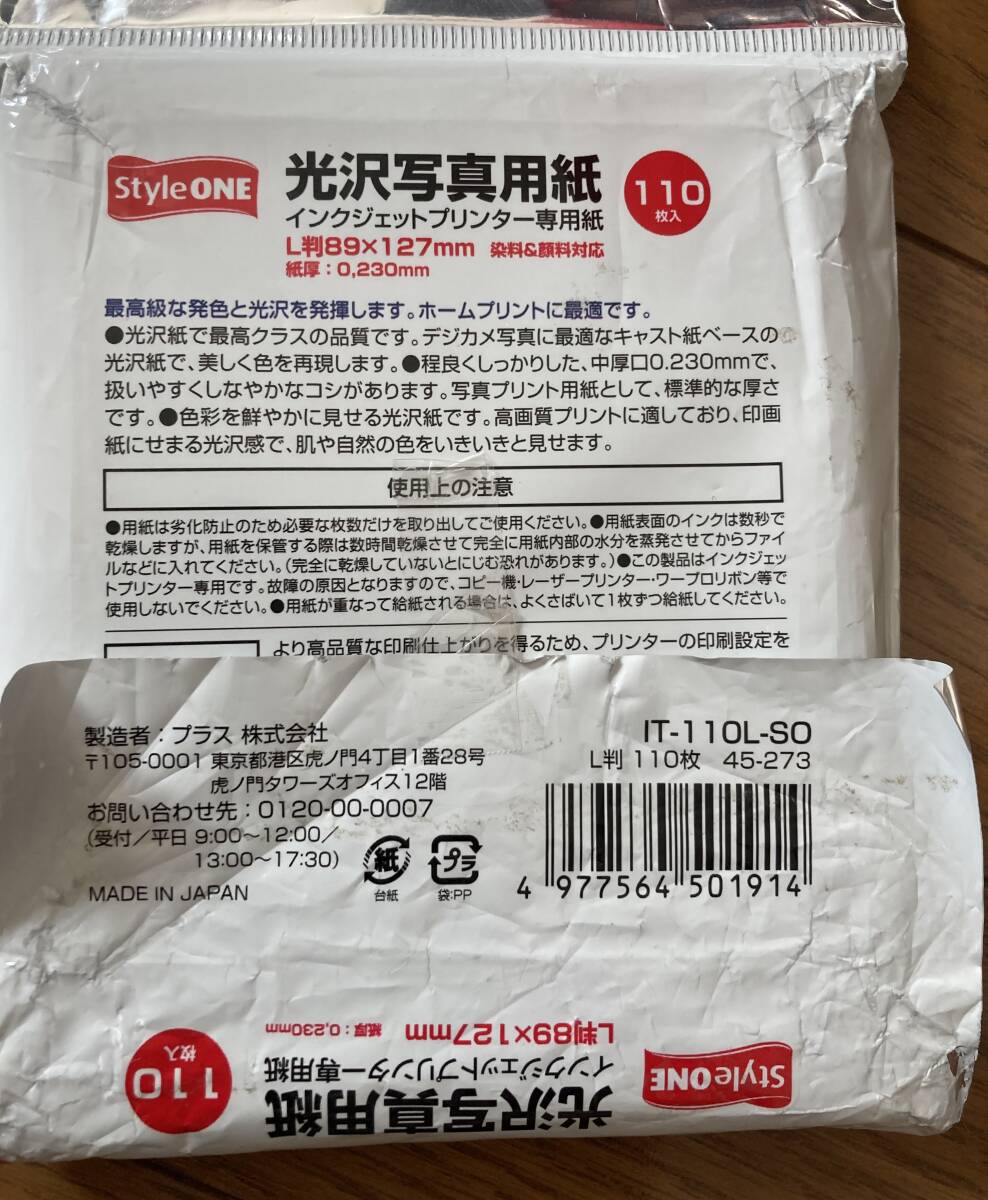 StyleONE
光沢写真用紙
インクジェットプリンター専用紙
L判89×127mm 染料&顔料対応
紙厚:0,230mm
110
枚入
最高級な発色と光沢を発揮します。ホームプリントに最適です。
●光沢紙で最高クラスの品質です。デジカメ写真に最適なキャスト紙ベースの
光沢紙で、美しく色を再現します。●程良くしっかりした、中厚口0.230mmで、
扱いやすくしなやかなコシがあります。写真プリント用紙として、標準的な厚さ
です。●色彩を鮮やかに見せる光沢紙です。高画質プリントに適しており、印画
紙にせまる光沢感で、肌や自然の色をいきいきと見せます。
使用上の注意
●用紙は劣化防止のため必要な枚数だけを取り出してご使用ください。●用紙表面のインクは数秒で
乾燥しますが、用紙を保管する際は数時間乾燥させて完全に用紙内部の水分を蒸発させてからファイ
ルなどに入れてください。(完全に乾燥していないとにじむ恐れがあります。)●この製品はインクジェッ
トプリンター専用です。故障の原因となりますので、コピー機・レーザープリンター・ワープロリボン等で
使用しないでください。●用紙が重なって給紙される場合は、よくさばいて1枚ずつ給紙してください。
より高品質な印刷仕上がりを得るため、プリンターの印刷設定を
製造者:プラス 株式会社
〒105-0001 東京都港区虎ノ門4丁目1番28号
虎ノ門タワーズオフィス12階
お問い合わせ先:0120-00-0007
(受付/平日 9:00~12:00/
13:00~17:30)
MADE IN JAPAN
紙
台紙
プラ
袋:PP
IT-110L-SO
L判 110枚 45-273
4 977564 501914
StyleONE
光沢写真用紙
インクジェットプリンター専用紙
L判89×127mm 紙厚:0,230mm
110
枚入